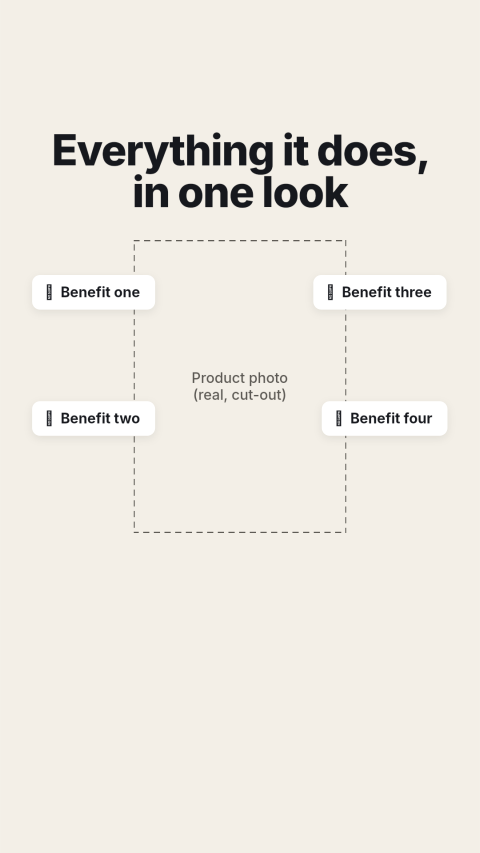 Everything it does,
in one look
Benefit one
Benefit three
Product photo
(real, cut-out)
Benefit two
Benefit four